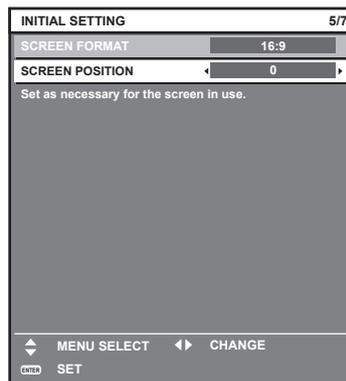 INITIAL SETTING 5/7
SCREEN FORMAT 16:9
SCREEN POSITION 0
Set as necessary for the screen in use.
MENU SELECT CHANGE
ENTER SET